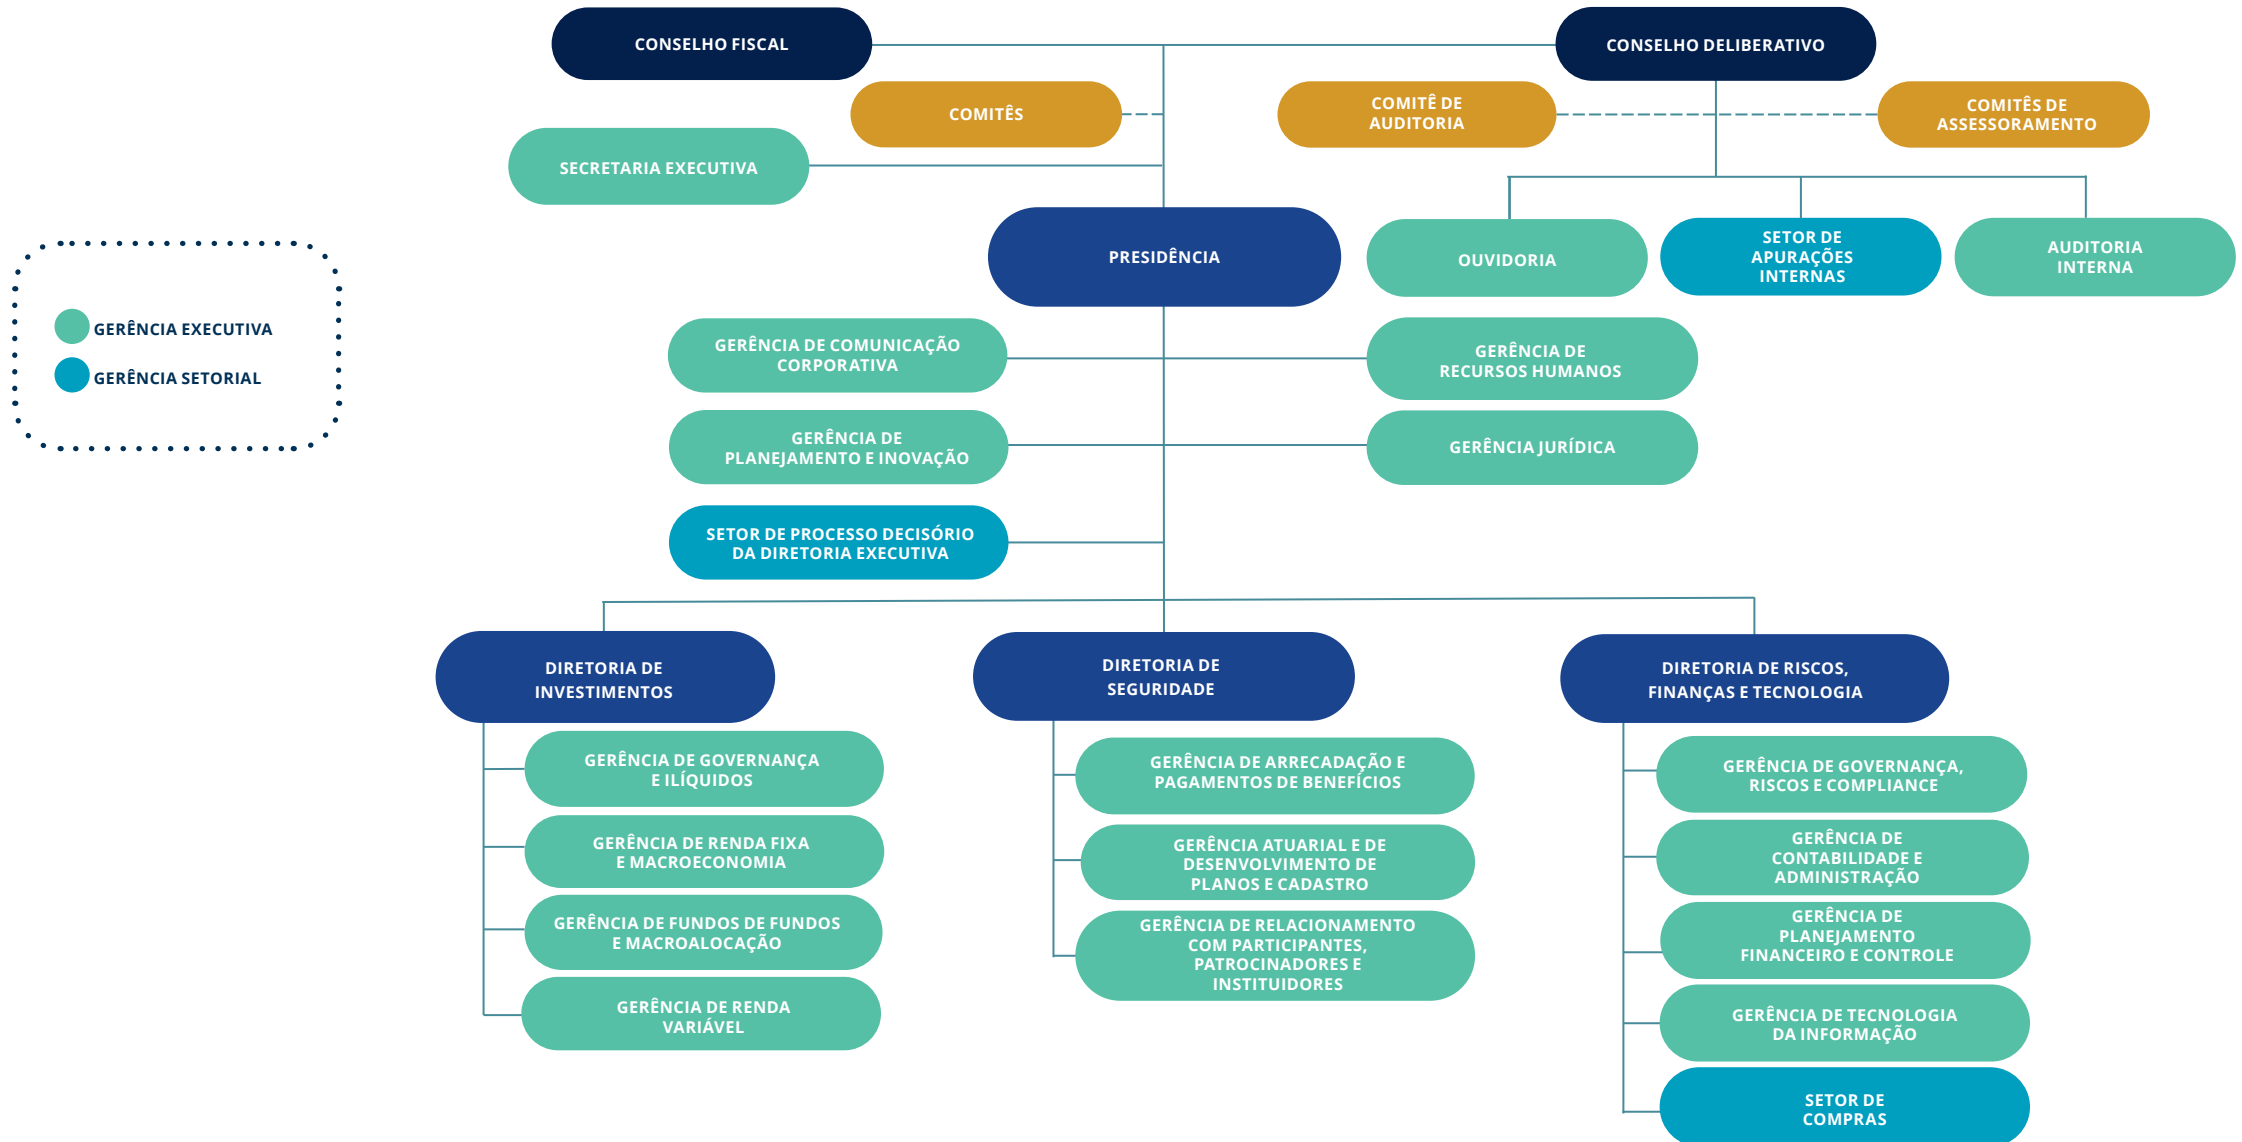 CONSELHO FISCAL
CONSELHO DELIBERATIVO
COMITÊS
COMITÊ DE
AUDITORIA
COMITÊS DE
ASSESSORAMENTO
SECRETARIA EXECUTIVA
PRESIDÊNCIA
OUVIDORIA
SETOR DE
APURAÇÕES
INTERNAS
AUDITORIA
INTERNA
GERÊNCIA EXECUTIVA
GERÊNCIA SETORIAL
GERÊNCIA DE COMUNICAÇÃO
CORPORATIVA
GERÊNCIA DE
RECURSOS HUMANOS
GERÊNCIA DE
PLANEJAMENTO E INOVAÇÃO
GERÊNCIA JURÍDICA
SETOR DE PROCESSO DECISÓRIO
DA DIRETORIA EXECUTIVA
DIRETORIA DE
INVESTIMENTOS
GERÊNCIA DE GOVERNANÇA
E ILÍQUIDOS
GERÊNCIA DE RENDA FIXA
E MACROECONOMIA
GERÊNCIA DE FUNDOS DE FUNDOS
E MACROALOCAÇÃO
GERÊNCIA DE RENDA
VARIÁVEL
DIRETORIA DE
SEGURIDADE
GERÊNCIA DE ARRECADAÇÃO E
PAGAMENTOS DE BENEFÍCIOS
GERÊNCIA ATUARIAL E DE
DESENVOLVIMENTO DE
PLANOS E CADASTRO
GERÊNCIA DE RELACIONAMENTO
COM PARTICIPANTES,
PATROCINADORES E
INSTITUIDORES
DIRETORIA DE RISCOS,
FINANÇAS E TECNOLOGIA
GERÊNCIA DE GOVERNANÇA,
RISCOS E COMPLIANCE
GERÊNCIA DE
CONTABILIDADE E
ADMINISTRAÇÃO
GERÊNCIA DE
PLANEJAMENTO
FINANCEIRO E CONTROLE
GERÊNCIA DE TECNOLOGIA
DA INFORMAÇÃO
SETOR DE
COMPRAS